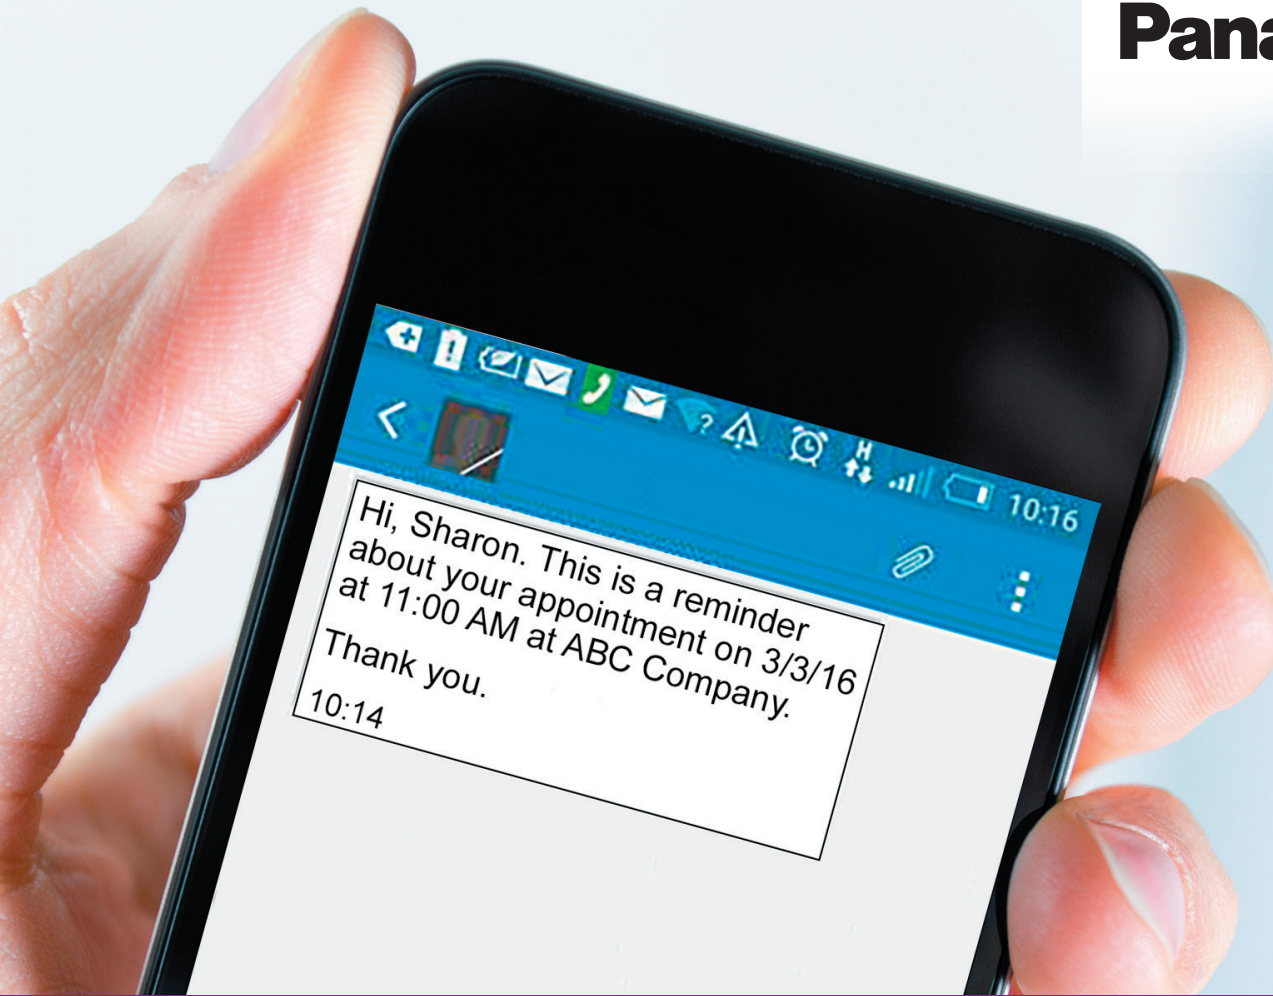 Pana
?
H
10:16
Hi, Sharon. This is a reminder
about your appointment on 3/3/16
at 11:00 AM at ABC Company.
Thank you.
10:14